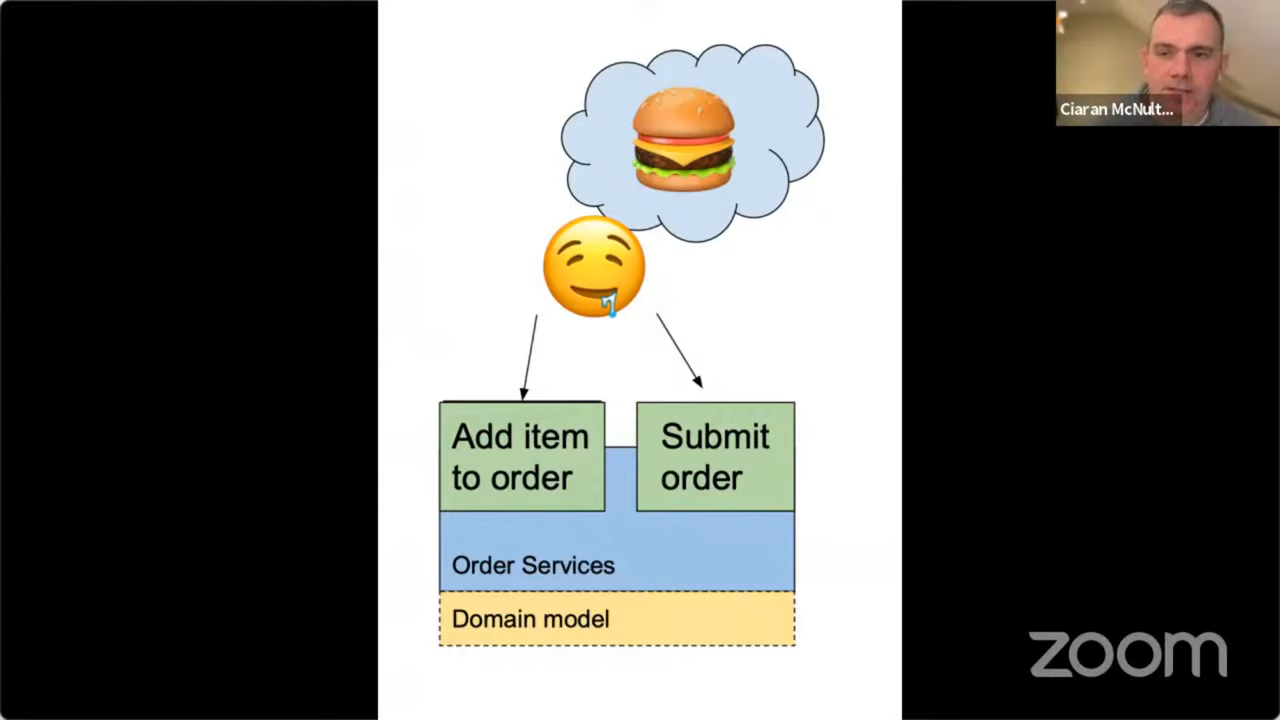 Ciaran McNult...
Add item
to order
Submit
order
Order Services
Domain model
zoom